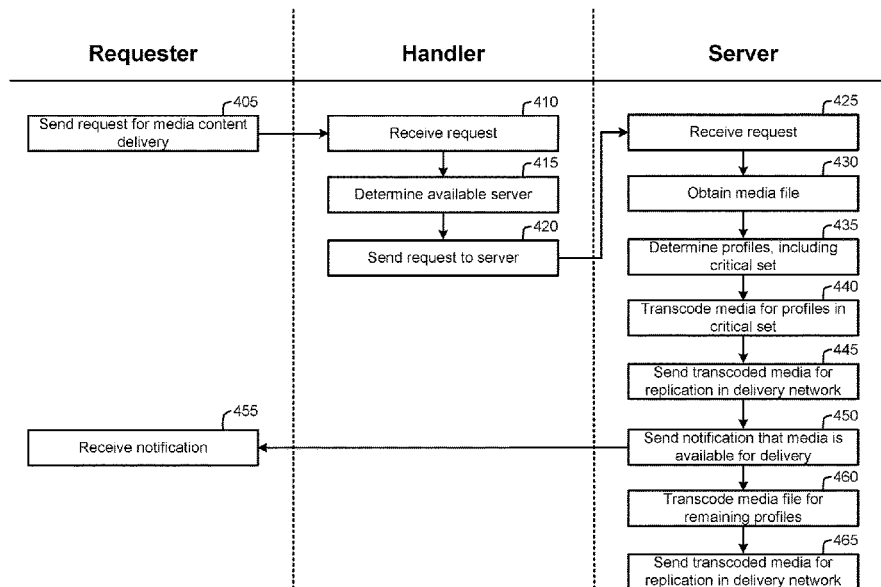 Requester
Handler
Server
405
Send request for media content
delivery
410
Receive request
415
Determine available server
420
Send request to server
425
Receive request
430
Obtain media file
435
Determine profiles, including
critical set
440
Transcode media for profiles in
critical set
445
Send transcoded media for
replication in delivery network
450
Send notification that media is
available for delivery
455
Receive notification
460
Transcode media file for
remaining profiles
465
Send transcoded media for
replication in delivery network